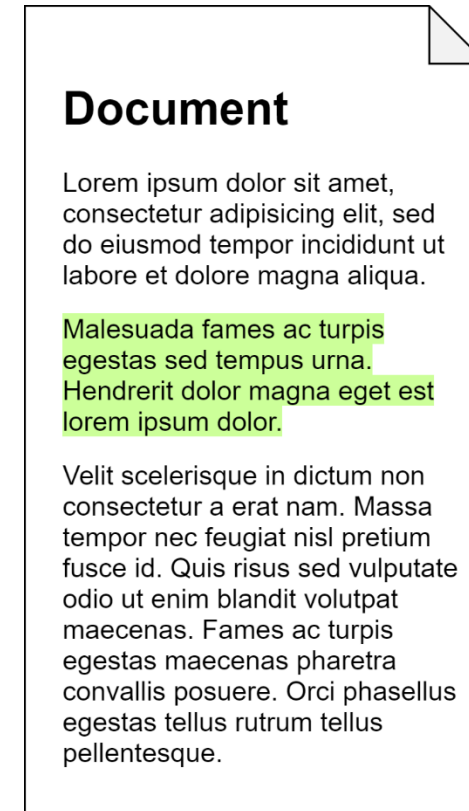 Document
Lorem ipsum dolor sit amet,
consectetur adipisicing elit, sed
do eiusmod tempor incididunt ut
labore et dolore magna aliqua.
Malesuada fames ac turpis
egestas sed tempus urna.
Hendrerit dolor magna eget est
lorem ipsum dolor.
Velit scelerisque in dictum non
consectetur a erat nam. Massa
tempor nec feugiat nisl pretium
fusce id. Quis risus sed vulputate
odio ut enim blandit volutpat
maecenas. Fames ac turpis
egestas maecenas pharetra
convallis posuere. Orci phasellus
egestas tellus rutrum tellus
pellentesque.